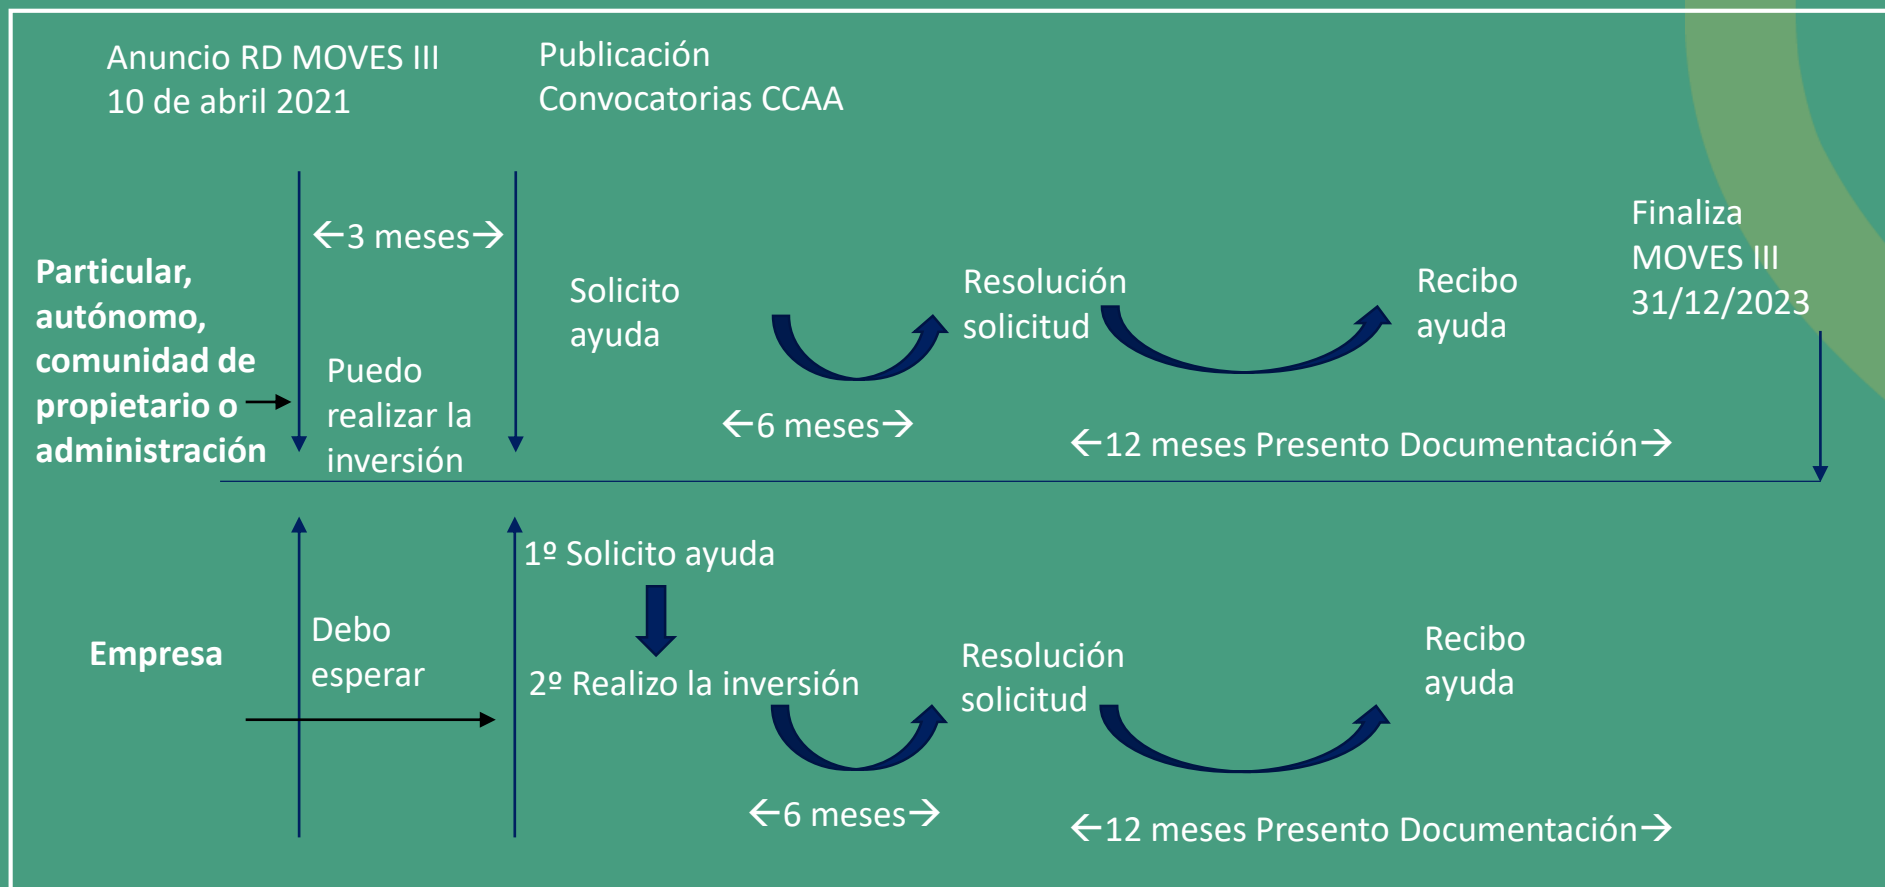 Anuncio RD MOVES III
10 de abril 2021
Publicación
Convocatorias CCAA
←3 meses→
Particular,
autónomo,
comunidad de
propietario o
administración
Puedo
realizar la
inversión
Solicito
ayuda
←6 meses→
Resolución
solicitud
←12 meses Presento Documentación→
Recibo
ayuda
Finaliza
MOVES III
31/12/2023
Empresa
Debo
esperar
1º Solicito ayuda
2º Realizo la inversión
←6 meses→
Resolución
solicitud
←12 meses Presento Documentación→
Recibo
ayuda